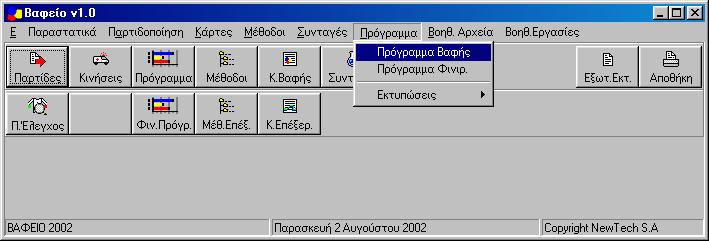 Βαφείο v1.0
Ε Παραστατικά Παρτιδοποίηση Κάρτες Μέθοδοι Συνταγές Πρόγραμμα Βοηθ. Αρχεία Βοηθ.Εργασίες
Πρόγραμμα Βαφής
Πρόγραμμα Φινιρ.
Εκτυπώσεις
Παρτίδες Κινήσεις Πρόγραμμα Μέθοδοι Κ.Βαφής Συντ Εξωτ.Εκτ. Αποθήκη
Π.Έλεγχος Φιν.Πρόγρ. Μέθ.Επέξ. Κ.Επέξερ.
ΒΑΦΕΙΟ 2002 Παρασκευή 2 Αυγούστου 2002 Copyright NewTech S.A